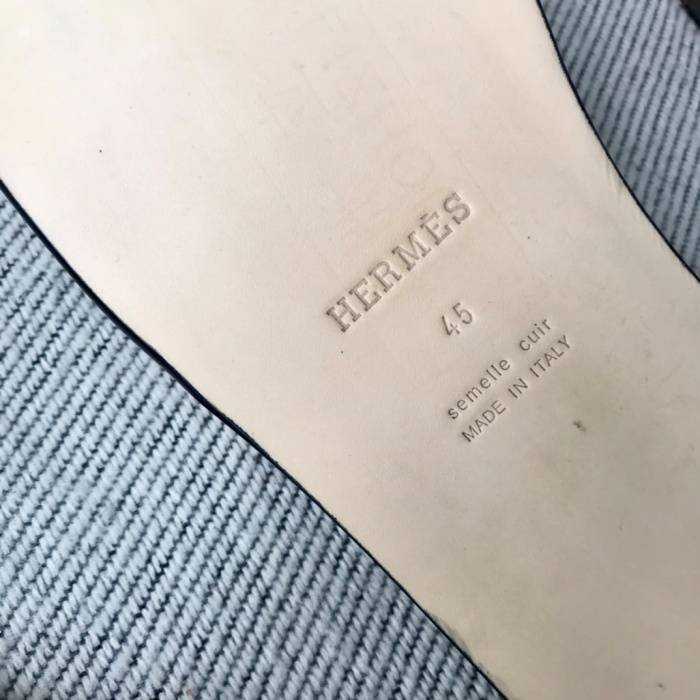 HERMÈS
45
semelle cuir
MADE IN ITALY